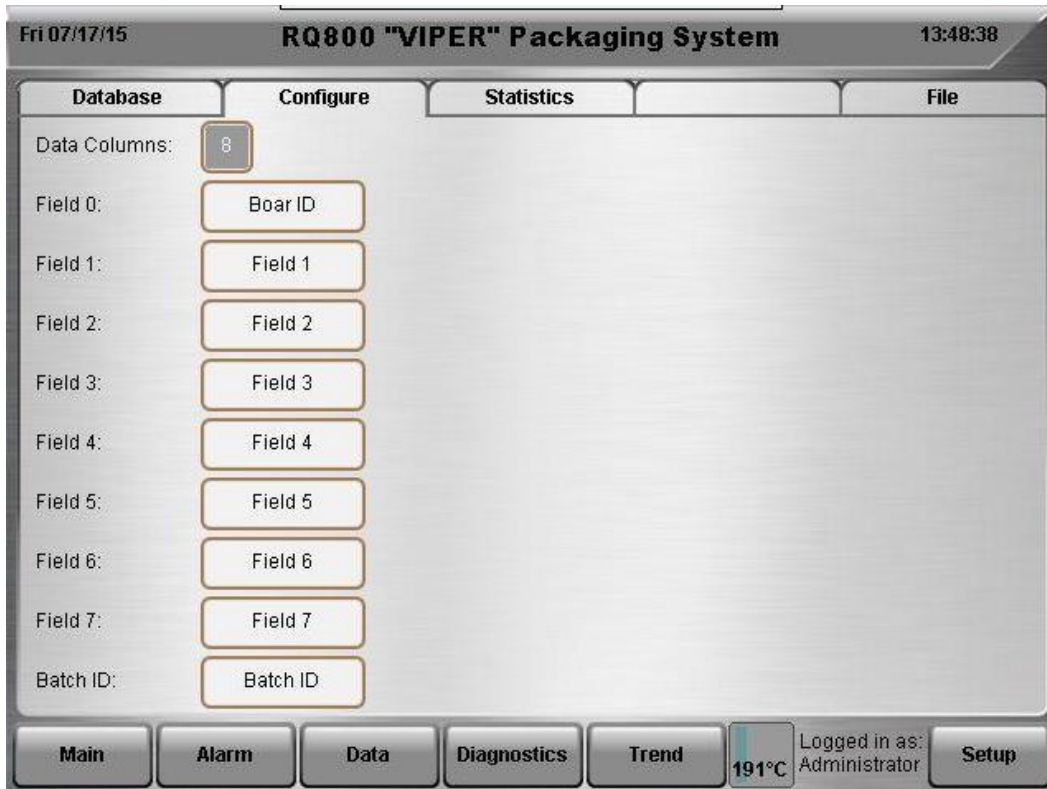 Fri 07/17/15 RQ800 "VIPER" Packaging System 13:48:38
Database Configure Statistics File
Data Columns: 8
Field 0: Boar ID
Field 1: Field 1
Field 2: Field 2
Field 3: Field 3
Field 4: Field 4
Field 5: Field 5
Field 6: Field 6
Field 7: Field 7
Batch ID: Batch ID
Main Alarm Data Diagnostics Trend 191°C Logged in as: Setup
Administrator